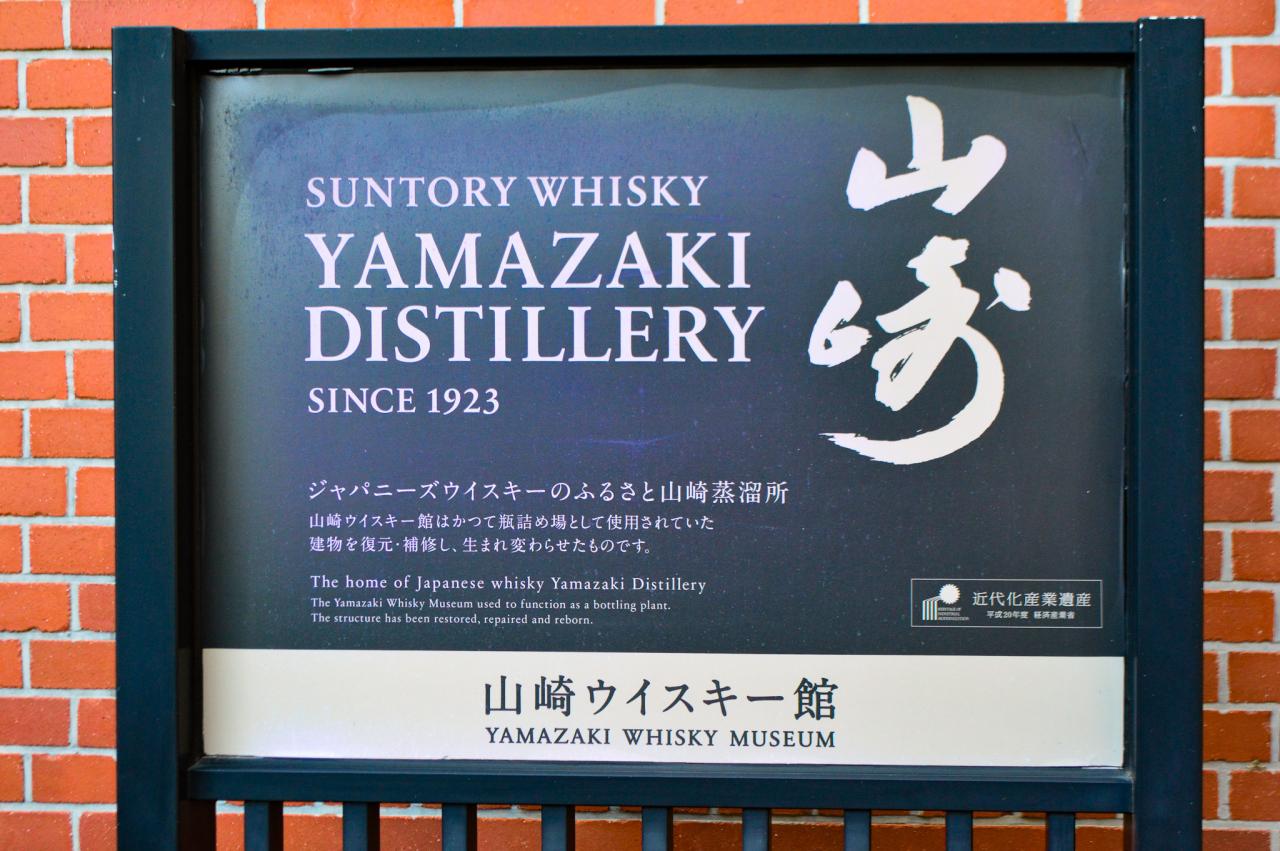 SUNTORY WHISKY
YAMAZAKI
DISTILLERY
SINCE 1923
山崎
ジャパニーズウイスキーのふるさと山崎蒸溜所
山崎ウイスキー館はかつて瓶詰め場として使用されていた
建物を復元・補修し、生まれ変わらせたものです。
The home of Japanese whisky Yamazaki Distillery
The Yamazaki Whisky Museum used to function as a bottling plant.
The structure has been restored, repaired and reborn.
HERITAGE OF
INDUSTRIAL
MODERNIZATION
近代化産業遺産
平成20年度 経済産業省
山崎ウイスキー館
YAMAZAKI WHISKY MUSEUM